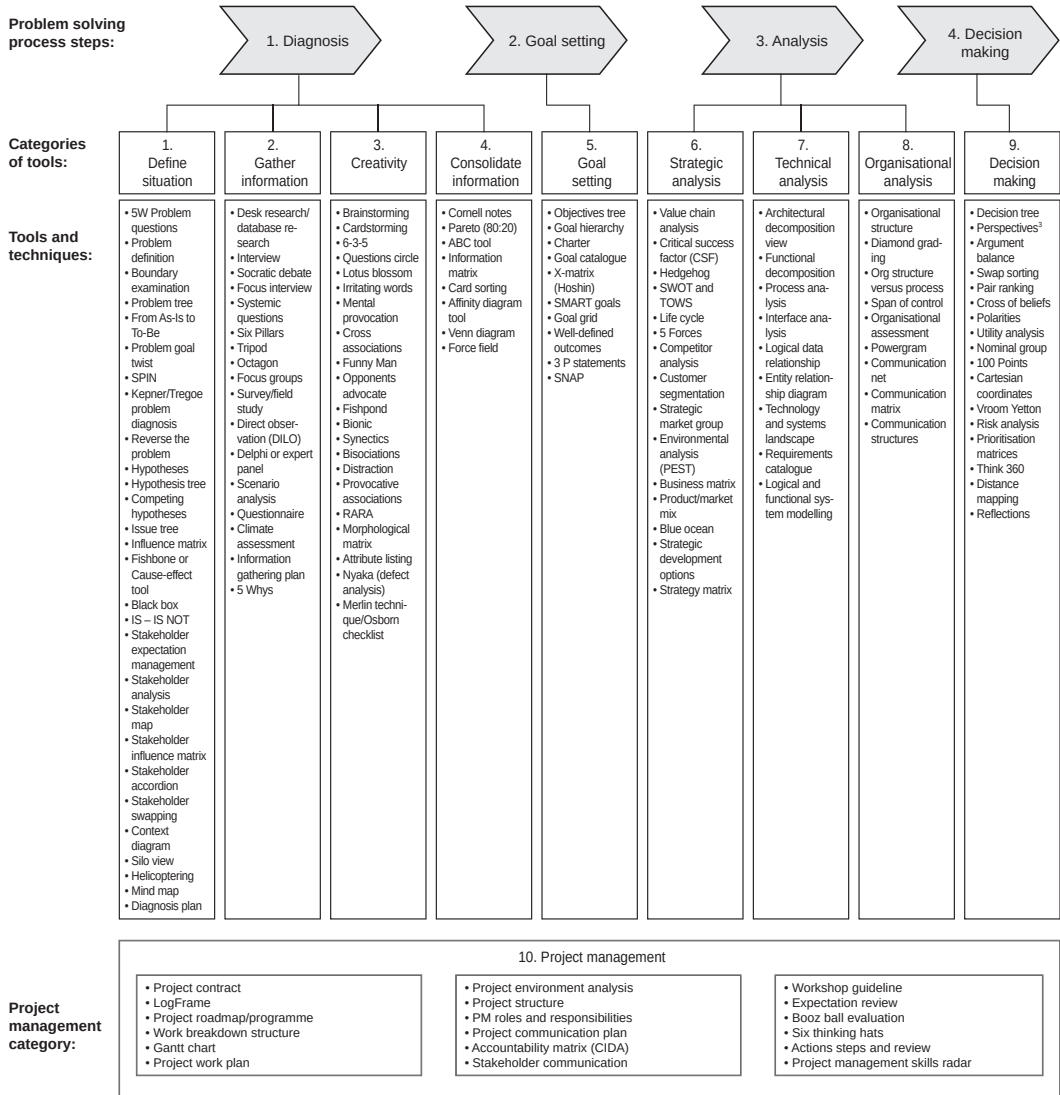 Problem solving
process steps:
1. Diagnosis
2. Goal setting
3. Analysis
4. Decision
making
Categories
of tools:
1.
Define
situation
2.
Gather
information
3.
Creativity
4.
Consolidate
information
5.
Goal
setting
6.
Strategic
analysis
7.
Technical
analysis
8.
Organisational
analysis
9.
Decision
making
Tools and
techniques:
• 5W Problem
questions
• Problem
definition
• Boundary
examination
• Problem tree
• From As-Is to
To-Be
• Problem goal
twist
• SPIN
• Kepner/Tregoe
problem
diagnosis
• Reverse the
problem
• Hypotheses
• Hypothesis tree
• Competing
hypotheses
• Issue tree
• Influence matrix
• Fishbone or
Cause-effect
tool
• Black box
• IS – IS NOT
• Stakeholder
expectation
management
• Stakeholder
analysis
• Stakeholder
map
• Stakeholder
influence matrix
• Stakeholder
accordion
• Stakeholder
swapping
• Context
diagram
• Silo view
• Helicoptering
• Mind map
• Diagnosis plan
• Desk research/
database re-
search
• Interview
• Socratic debate
• Focus interview
• Systemic
questions
• Six Pillars
• Tripod
• Octagon
• Focus groups
• Survey/field
study
• Direct obser-
vation (DILO)
• Delphi or expert
panel
• Scenario
analysis
• Questionnaire
• Climate
assessment
• Information
gathering plan
• 5 Whys
• Brainstorming
• Cardstorming
• 6-3-5
• Questions circle
• Lotus blossom
• Irritating words
• Mental
provocation
• Cross
associations
• Funny Man
• Opponents
advocate
• Fishpond
• Bionic
• Synectics
• Bisociations
• Distraction
• Provocative
associations
• RARA
• Morphological
matrix
• Attribute listing
• Nyaka (defect
analysis)
• Merlin techni-
que/Osborn
checklist
• Cornell notes
• Pareto (80:20)
• ABC tool
• Information
matrix
• Card sorting
• Affinity diagram
tool
• Venn diagram
• Force field
• Objectives tree
• Goal hierarchy
• Charter
• Goal catalogue
• X-matrix
(Hoshin)
• SMART goals
• Goal grid
• Well-defined
outcomes
• 3 P statements
• SNAP
• Value chain
analysis
• Critical success
factor (CSF)
• Hedgehog
• SWOT and
TOWS
• Life cycle
• 5 Forces
• Competitor
analysis
• Customer
segmentation
• Strategic
market group
• Environmental
analysis
(PEST)
• Business matrix
• Product/market
mix
• Blue ocean
• Strategic
development
options
• Strategy matrix
• Architectural
decomposition
view
• Functional
decomposition
• Process ana-
lysis
• Interface ana-
lysis
• Logical data
relationship
• Entity relation-
ship diagram
• Technology
and systems
landscape
• Requirements
catalogue
• Logical and
functional sys-
tem modelling
• Organisational
structure
• Diamond grad-
ing
• Org structure
versus process
• Span of control
• Organisational
assessment
• Powergram
• Communication
net
• Communication
matrix
• Communication
structures
• Decision tree
• Perspectives³
• Argument
balance
• Swap sorting
• Pair ranking
• Cross of beliefs
• Polarities
• Utility analysis
• Nominal group
• 100 Points
• Cartesian
coordinates
• Vroom Yetton
• Risk analysis
• Prioritisation
matrices
• Think 360
• Distance
mapping
• Reflections
Project
management
category:
10. Project management
• Project contract
• LogFrame
• Project roadmap/programme
• Work breakdown structure
• Gantt chart
• Project work plan
• Project environment analysis
• Project structure
• PM roles and responsibilities
• Project communication plan
• Accountability matrix (CIDA)
• Stakeholder communication
• Workshop guideline
• Expectation review
• Booz ball evaluation
• Six thinking hats
• Actions steps and review
• Project management skills radar